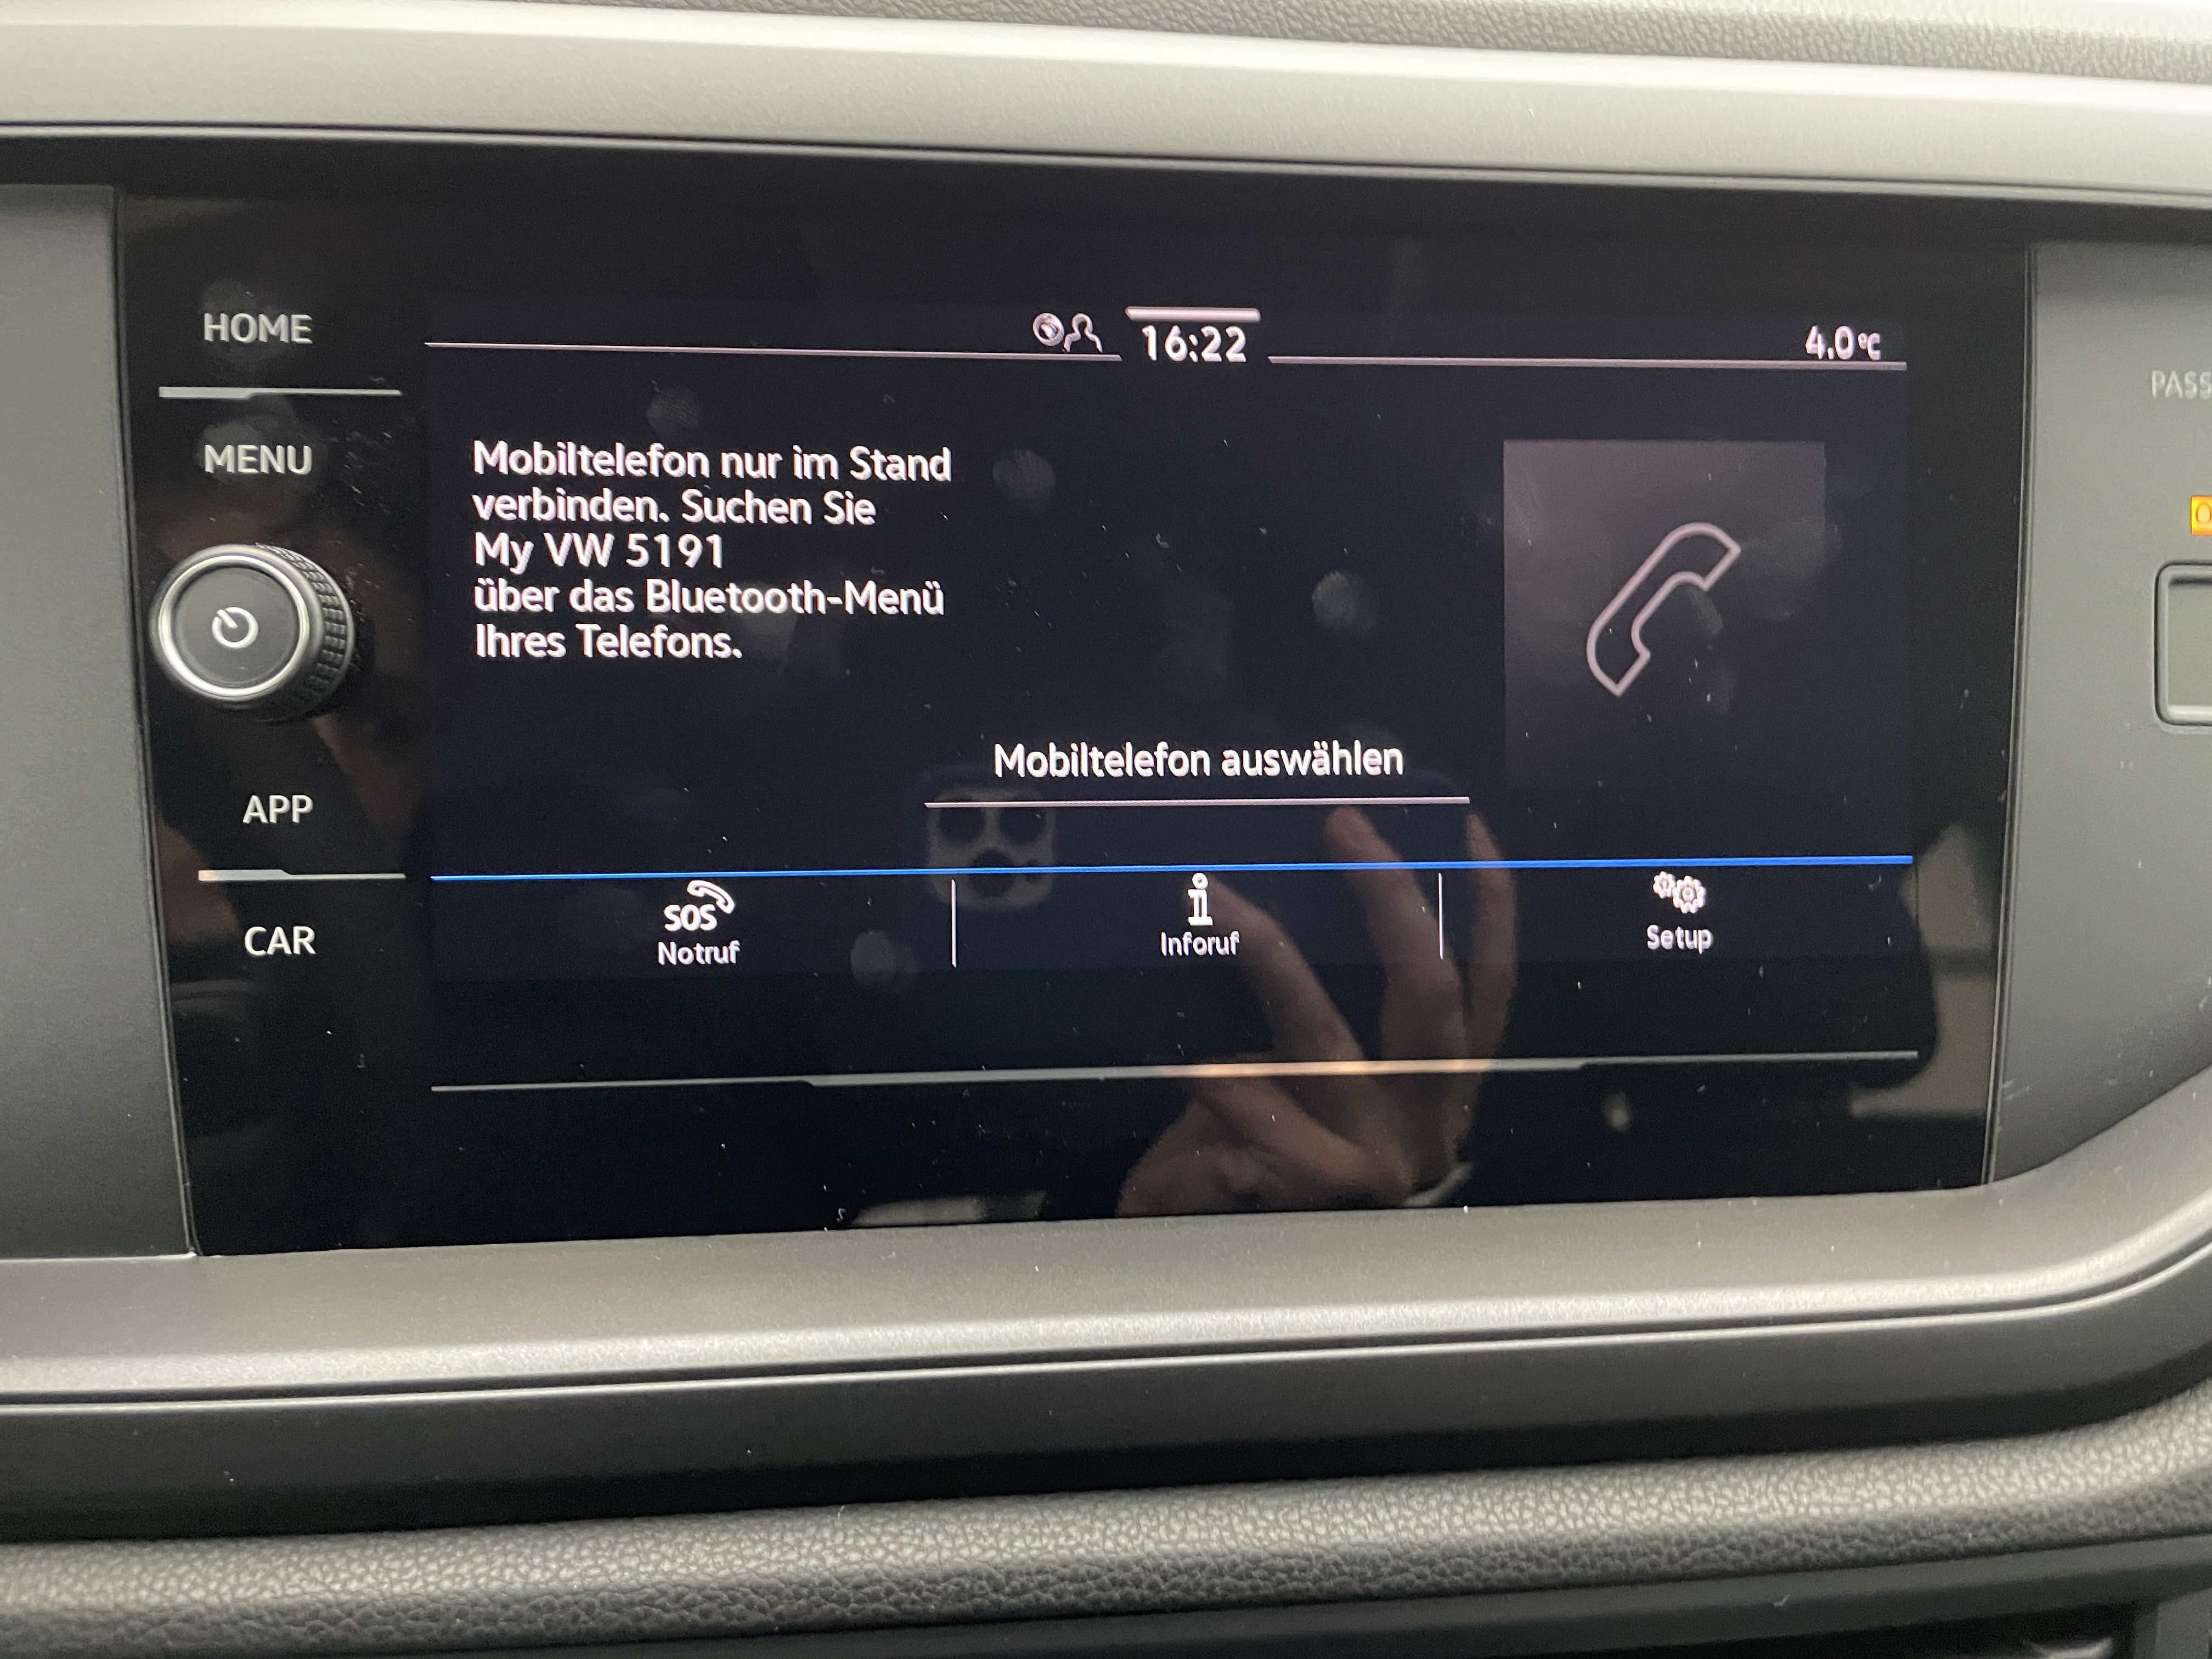 HOME
16:22
4.0°C
MENU
Mobiltelefon nur im Stand
verbinden. Suchen Sie
My VW 5191
über das Bluetooth-Menü
Ihres Telefons.
Mobiltelefon auswählen
APP
CAR
SOS
Notruf
Inforuf
Setup
PASS